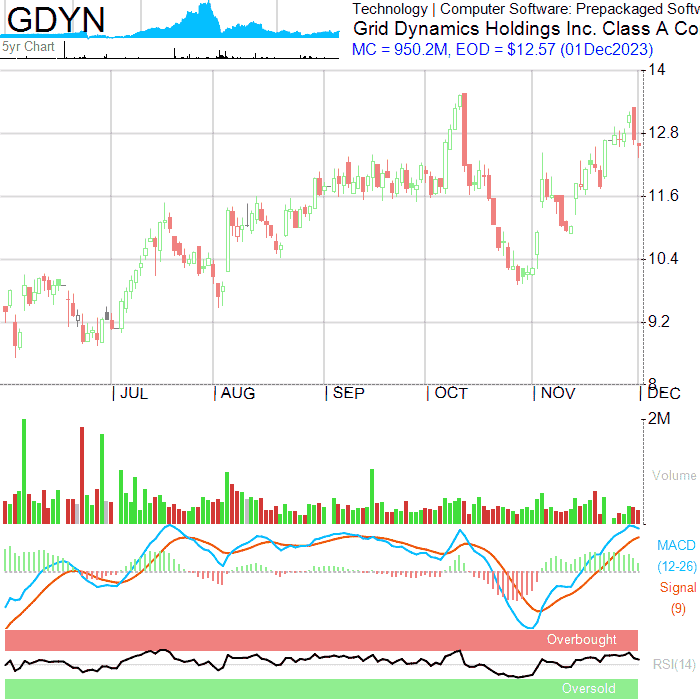 GDYN
5yr Chart
Technology | Computer Software: Prepackaged Softw
Grid Dynamics Holdings Inc. Class A Co
MC = 950.2M, EOD = $12.57 (01Dec2023)
14
12.8
11.6
10.4
9.2
8
JUL
AUG
SEP
OCT
NOV
DEC
2M
Volume
MACD
(12-26)
Signal
(9)
Overbought
RSI(14)
Oversold